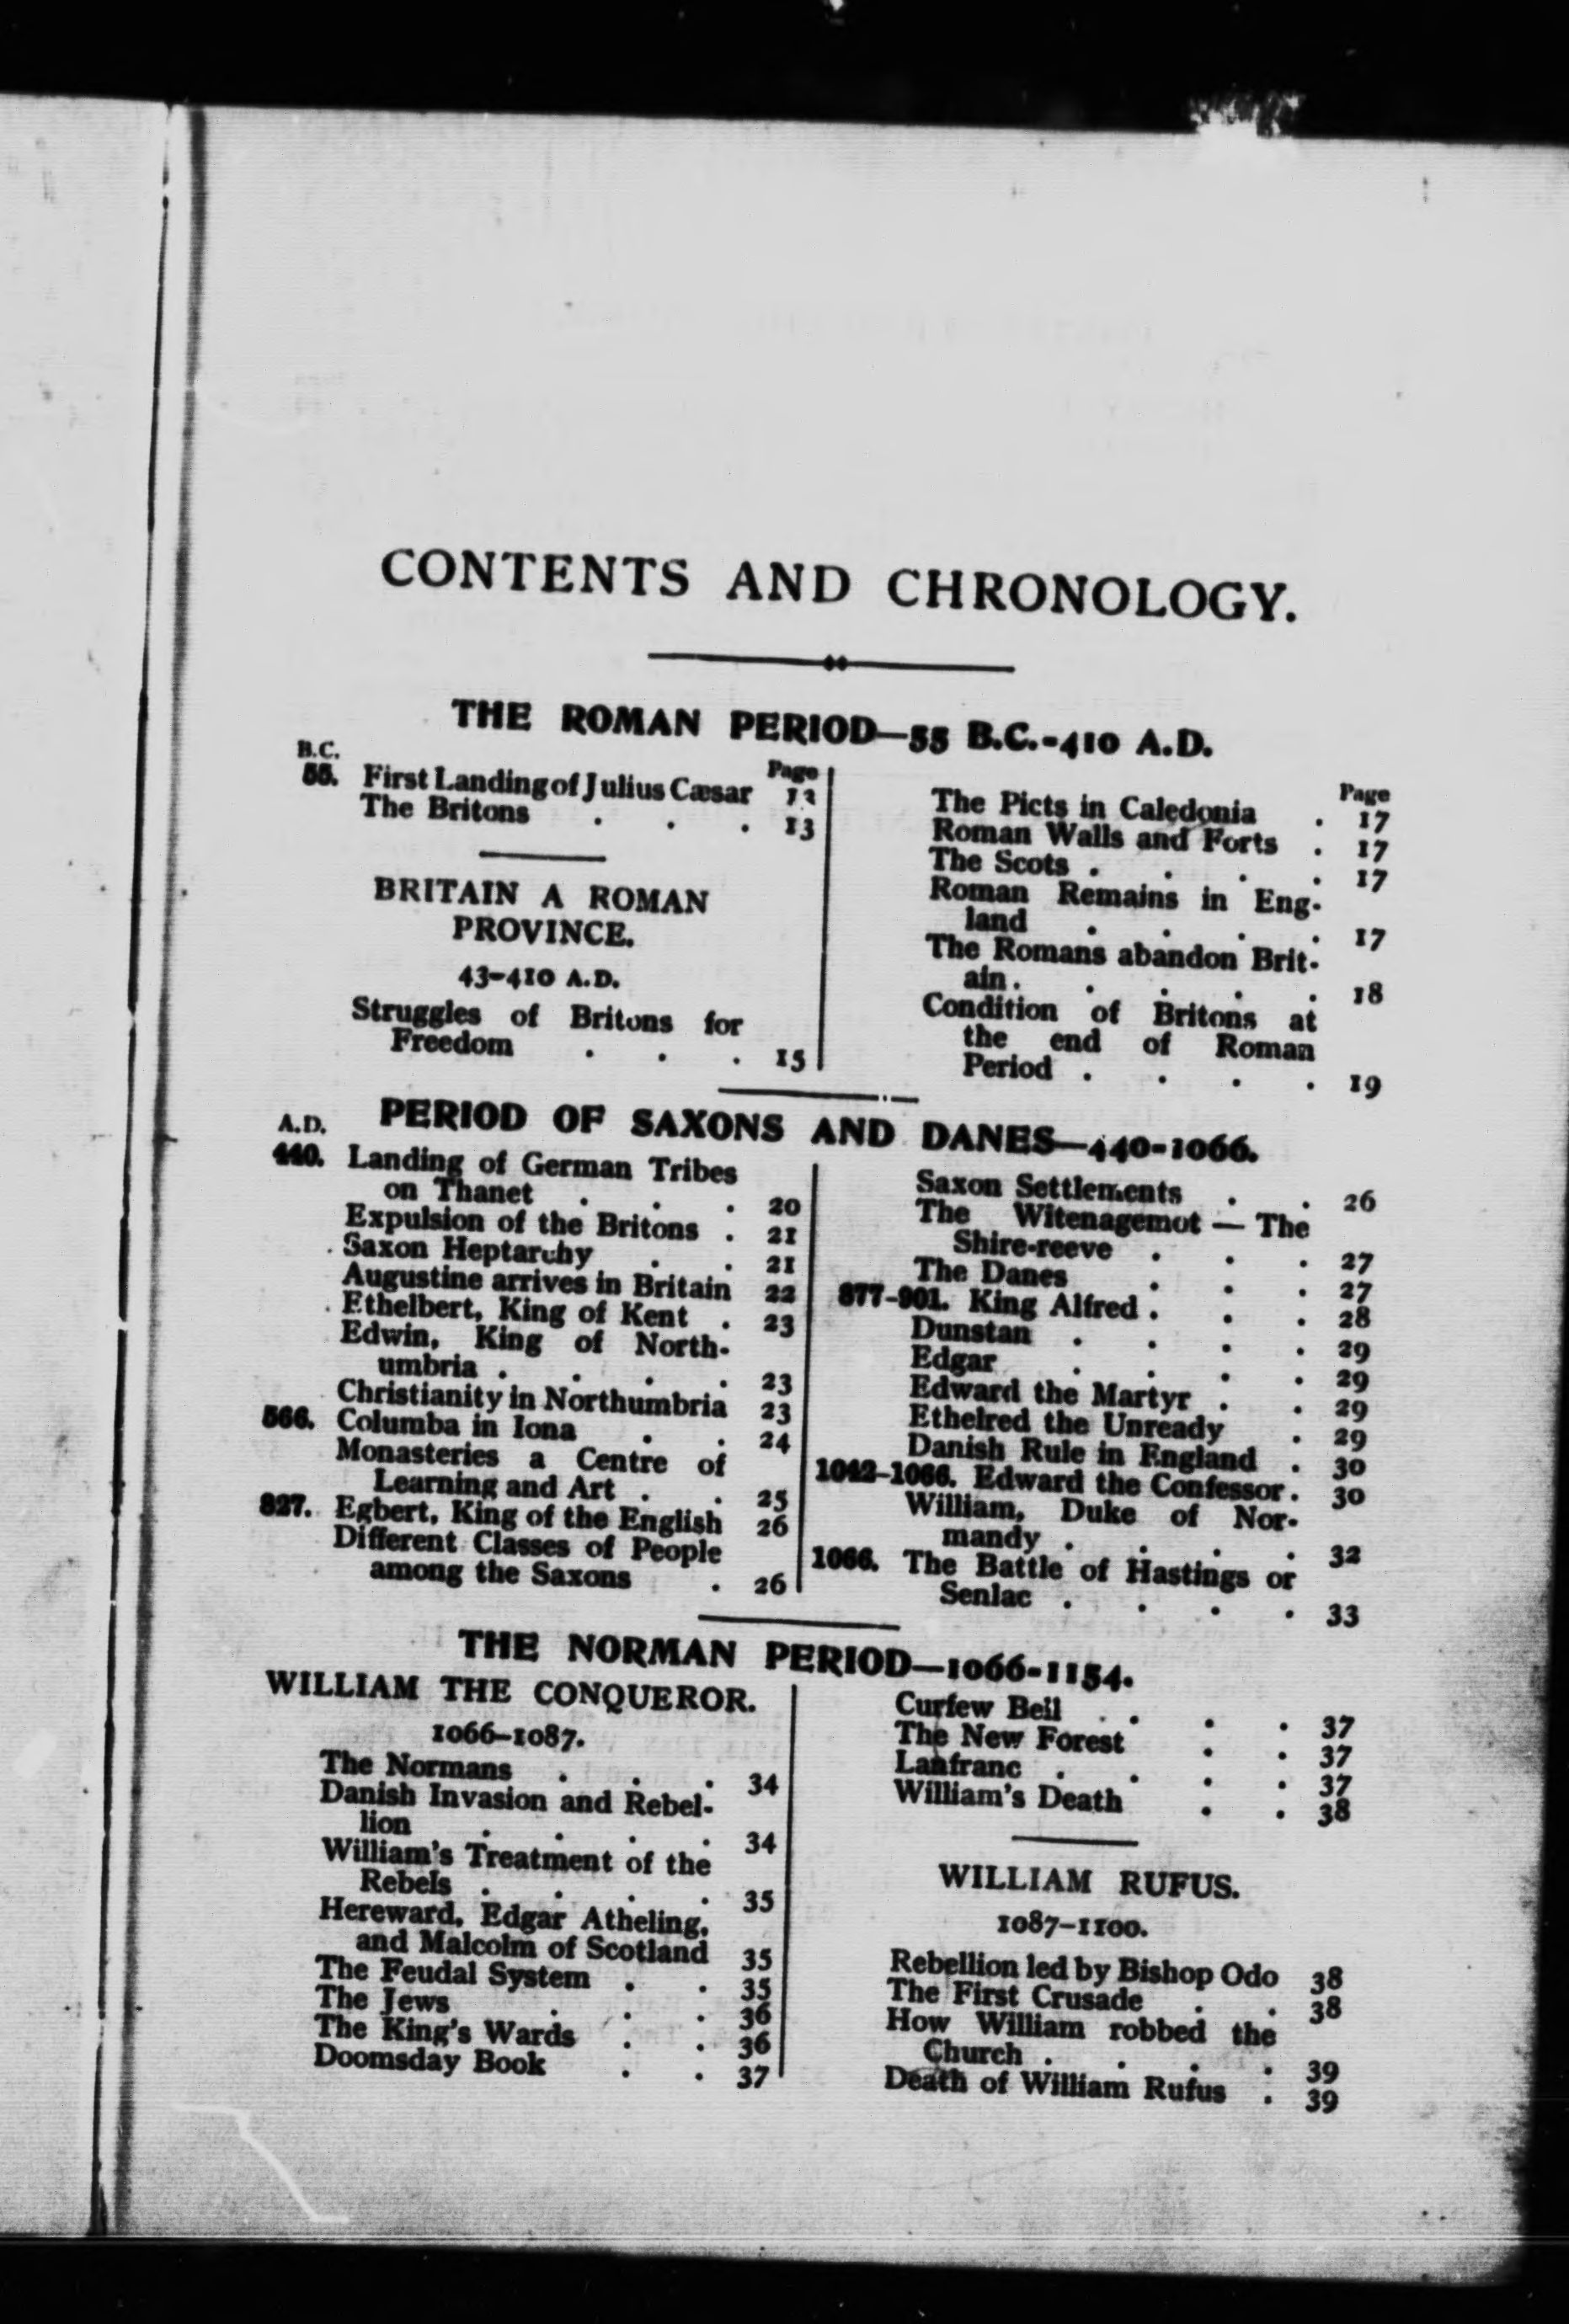 CONTENTS AND CHRONOLOGY.
THE ROMAN PERIOD—55 B.C.-410 A.D.
B.C.
Page
55. First Landing of Julius Cæsar
The Britons . . . 13
BRITAIN A ROMAN
PROVINCE.
43-410 A.D.
Struggles of Britons for
Freedom . . . 15
Page
The Picts in Caledonia . 17
Roman Walls and Forts . 17
The Scots . . . . 17
Roman Remains in Eng-
land . . . . 17
The Romans abandon Brit-
ain . . . . . 18
Condition of Britons at
the end of Roman
Period . . . . 19
PERIOD OF SAXONS AND DANES—440-1066.
A.D.
440. Landing of German Tribes
on Thanet . . . 20
Expulsion of the Britons . 21
Saxon Heptarchy . . 21
Augustine arrives in Britain 22
Ethelbert, King of Kent . 23
Edwin, King of North-
umbria . . . . 23
Christianity in Northumbria 23
566. Columba in Iona . . 24
Monasteries a Centre of
Learning and Art . . 25
827. Egbert, King of the English 26
Different Classes of People
among the Saxons . 26
Saxon Settlements . . 26
The Witenagemot — The
Shire-reeve . . . 27
The Danes . . . 27
877-901. King Alfred . . . 28
Dunstan . . . . 29
Edgar . . . . 29
Edward the Martyr . . 29
Ethelred the Unready . 29
Danish Rule in England . 30
1042-1066. Edward the Confessor . 30
William, Duke of Nor-
mandy . . . . 32
1066. The Battle of Hastings or
Senlac . . . . 33
THE NORMAN PERIOD—1066-1154.
WILLIAM THE CONQUEROR.
1066-1087.
The Normans . . . 34
Danish Invasion and Rebel-
lion . . . . 34
William's Treatment of the
Rebels . . . . 35
Hereward, Edgar Atheling,
and Malcolm of Scotland 35
The Feudal System . . 35
The Jews . . . 36
The King's Wards . . 36
Doomsday Book . . 37
Curfew Bell . . . 37
The New Forest . . 37
Lanfranc . . . . 37
William's Death . . 38
WILLIAM RUFUS.
1087-1100.
Rebellion led by Bishop Odo 38
The First Crusade . . 38
How William robbed the
Church . . . . 39
Death of William Rufus . 39